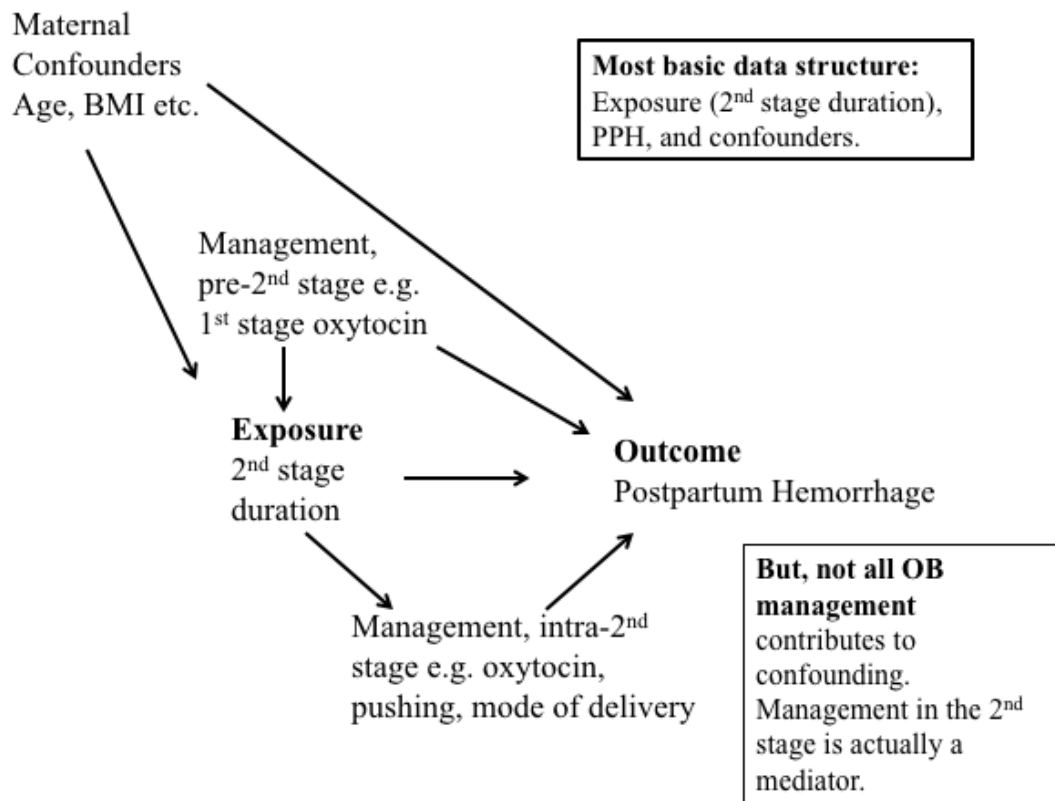 Maternal
Confounders
Age, BMI etc.
Most basic data structure:
Exposure (2nd stage duration),
PPH, and confounders.
Management,
pre-2nd stage e.g.
1st stage oxytocin
Exposure
2nd stage
duration
Outcome
Postpartum Hemorrhage
Management, intra-2nd
stage e.g. oxytocin,
pushing, mode of delivery
But, not all OB
management
contributes to
confounding.
Management in the 2nd
stage is actually a
mediator.